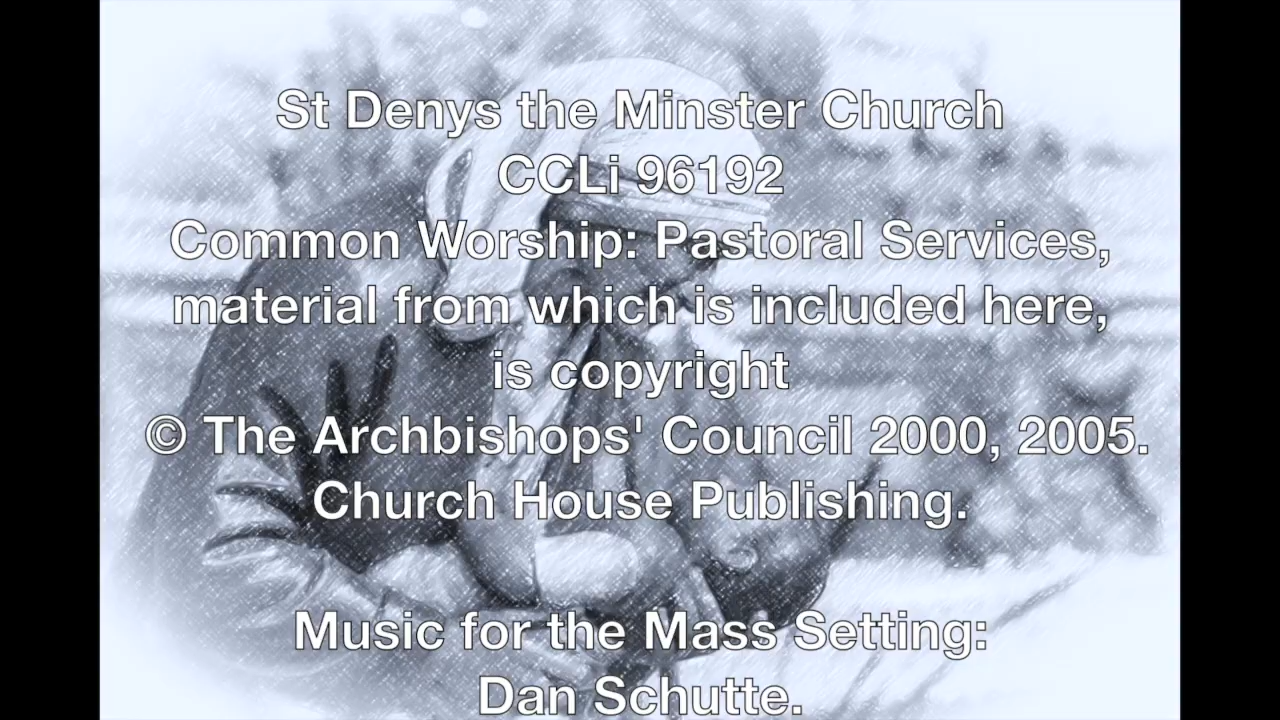 St Denys the Minster Church
CCLi 96192
Common Worship: Pastoral Services,
material from which is included here,
is copyright
© The Archbishops' Council 2000, 2005.
Church House Publishing.
Music for the Mass Setting:
Dan Schutte.